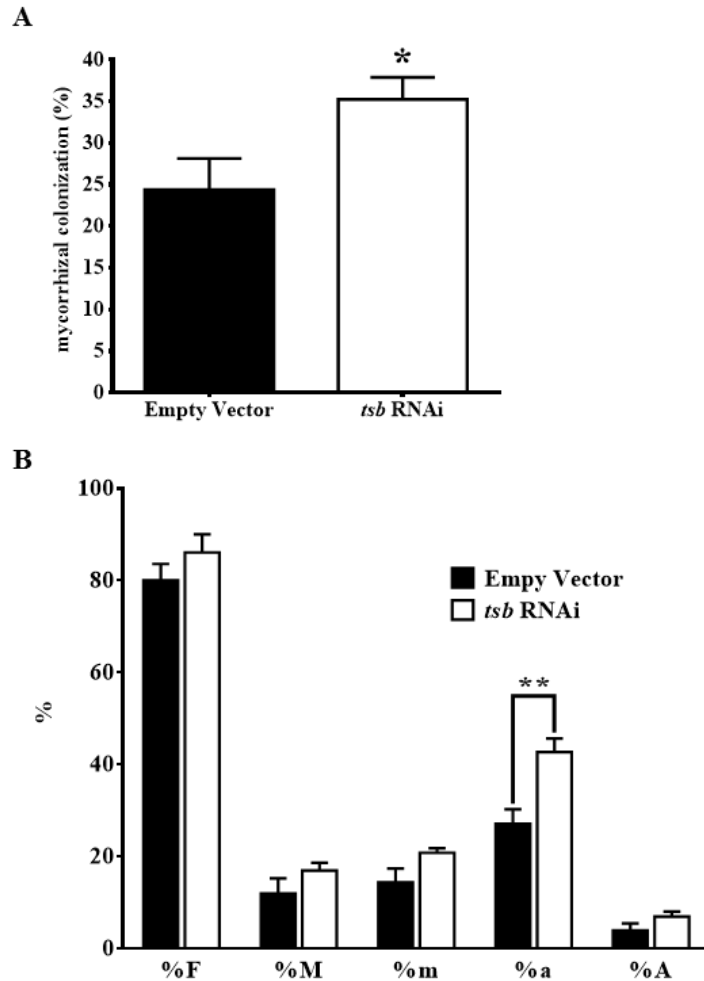 A
mycorrhizal colonization (%)
40
35
30
25
20
15
10
5
0
*
Empty Vector
tsb RNAi
B
%
100
80
60
40
20
0
Empy Vector
tsb RNAi
**
%F %M %m %a %A